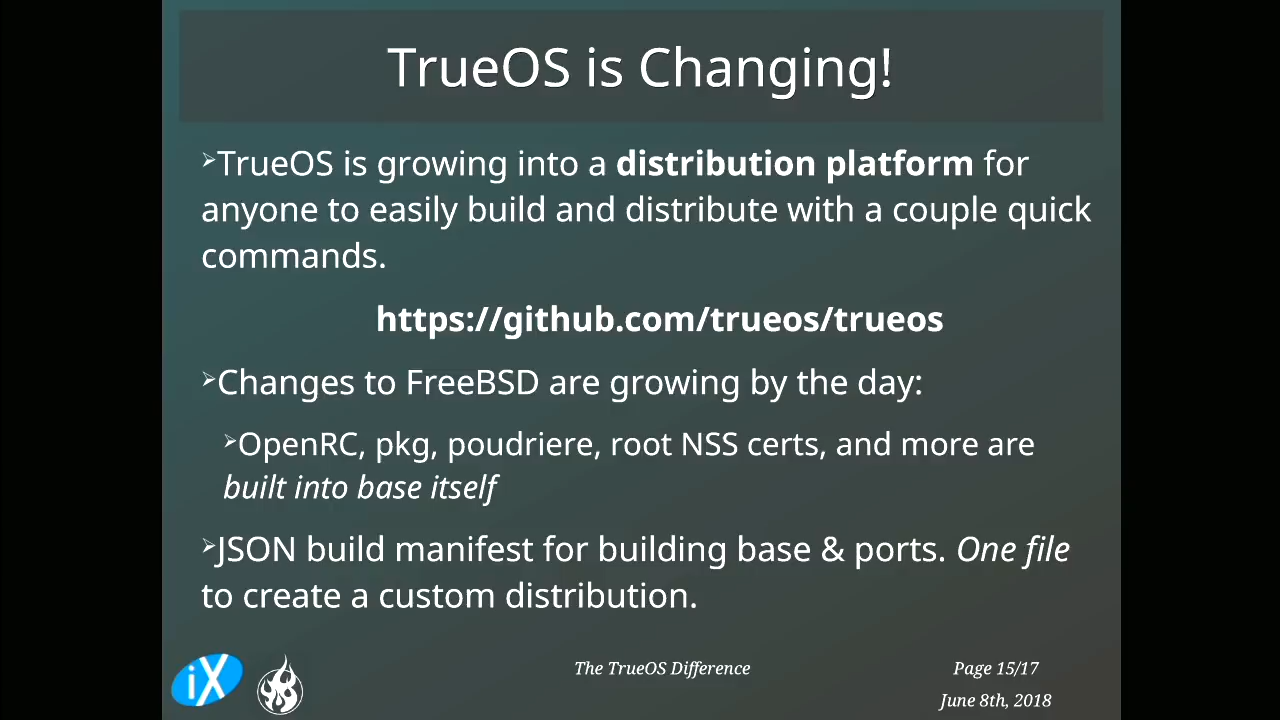 TrueOS is Changing!
➢TrueOS is growing into a distribution platform for
anyone to easily build and distribute with a couple quick
commands.
https://github.com/trueos/trueos
➢Changes to FreeBSD are growing by the day:
➢OpenRC, pkg, poudriere, root NSS certs, and more are
built into base itself
➢JSON build manifest for building base & ports. One file
to create a custom distribution.
iX
The TrueOS Difference
Page 15/17
June 8th, 2018